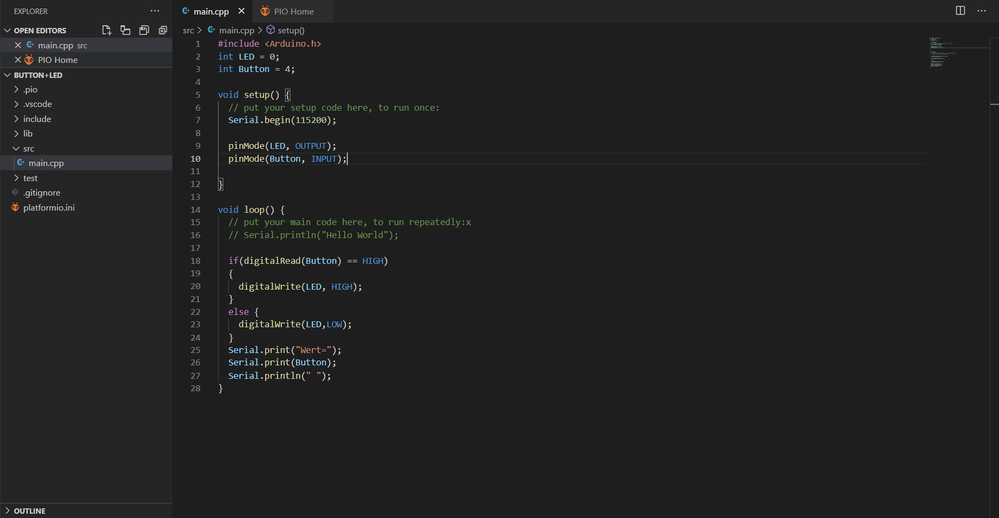 EXPLORER
OPEN EDITORS
main.cpp src
PIO Home
BUTTON+LED
.pio
.vscode
include
lib
src
main.cpp
test
.gitignore
platformio.ini
OUTLINE
main.cpp
PIO Home
src > main.cpp > setup()
1 #include <Arduino.h>
2 int LED = 0;
3 int Button = 4;
4
5 void setup() {
6 // put your setup code here, to run once:
7 Serial.begin(115200);
8
9 pinMode(LED, OUTPUT);
10 pinMode(Button, INPUT);
11
12 }
13
14 void loop() {
15 // put your main code here, to run repeatedly:x
16 // Serial.println("Hello World");
17
18 if(digitalRead(Button) == HIGH)
19 {
20 digitalWrite(LED, HIGH);
21 }
22 else {
23 digitalWrite(LED,LOW);
24 }
25 Serial.print("Wert=");
26 Serial.print(Button);
27 Serial.println(" ");
28 }